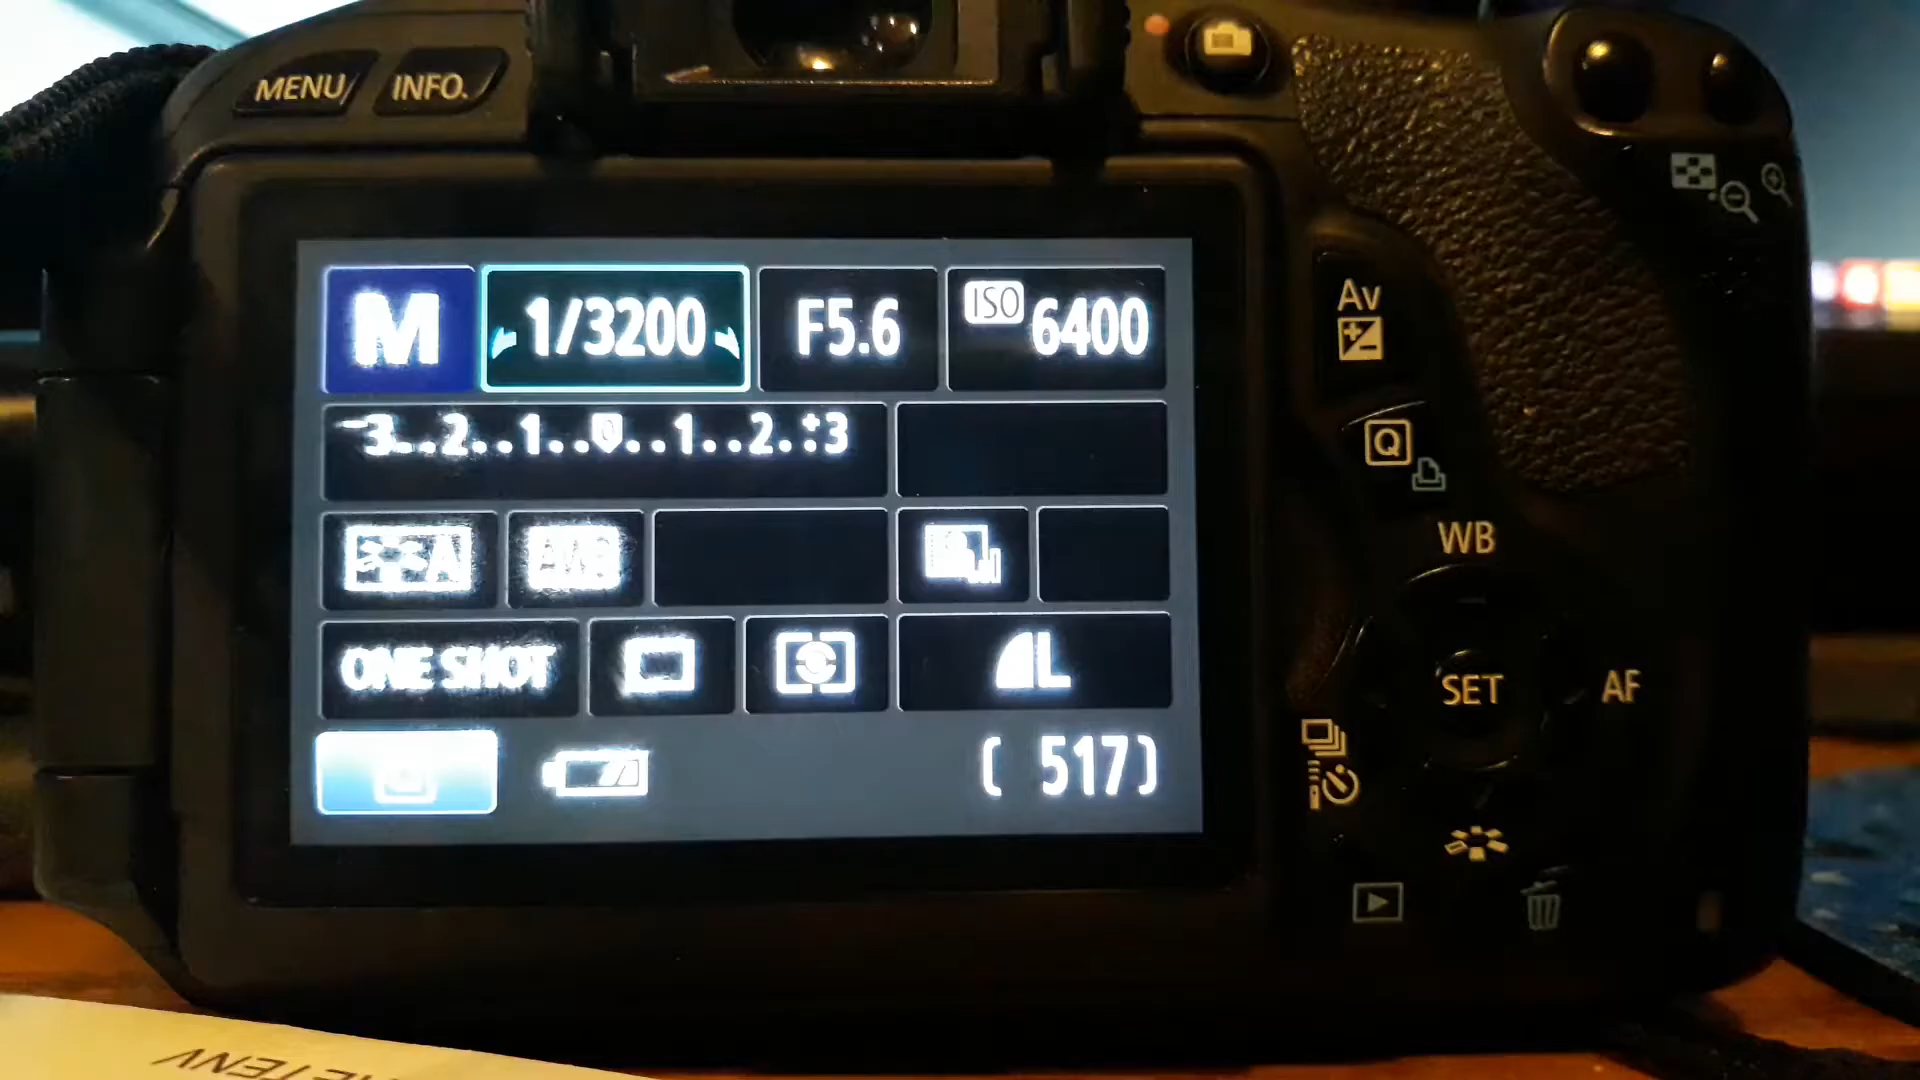 MENU INFO.
M 1/3200 F5.6 ISO 6400
-3..2..1..0..1..2.:+3
A AWB
ONE SHOT L
( 517)
Av
Q
WB
SET AF